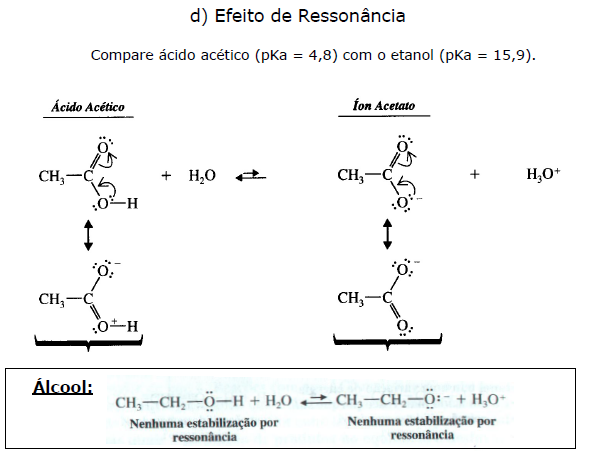 d) Efeito de Ressonância
Compare ácido acético (pKa = 4,8) com o etanol (pKa = 15,9).
Ácido Acético
Íon Acetato
O
O
CH₃—C + H₂O ⇌ CH₃—C⁻ + H₃O⁺
O—H
O⁻
O⁻
O⁻
CH₃—C
CH₃—C
O⁺—H
O
Álcool:
CH₃—CH₂—O—H + H₂O ⇌ CH₃—CH₂—O:⁻ + H₃O⁺
Nenhuma estabilização por ressonância
Nenhuma estabilização por ressonância